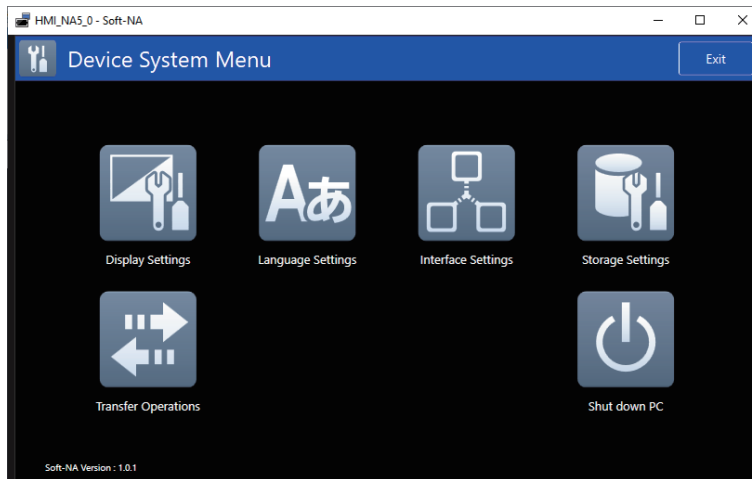 HMI_NA5_0 - Soft-NA
Device System Menu
Exit
Aあ
Display Settings
Language Settings
Interface Settings
Storage Settings
Transfer Operations
Shut down PC
Soft-NA Version : 1.0.1